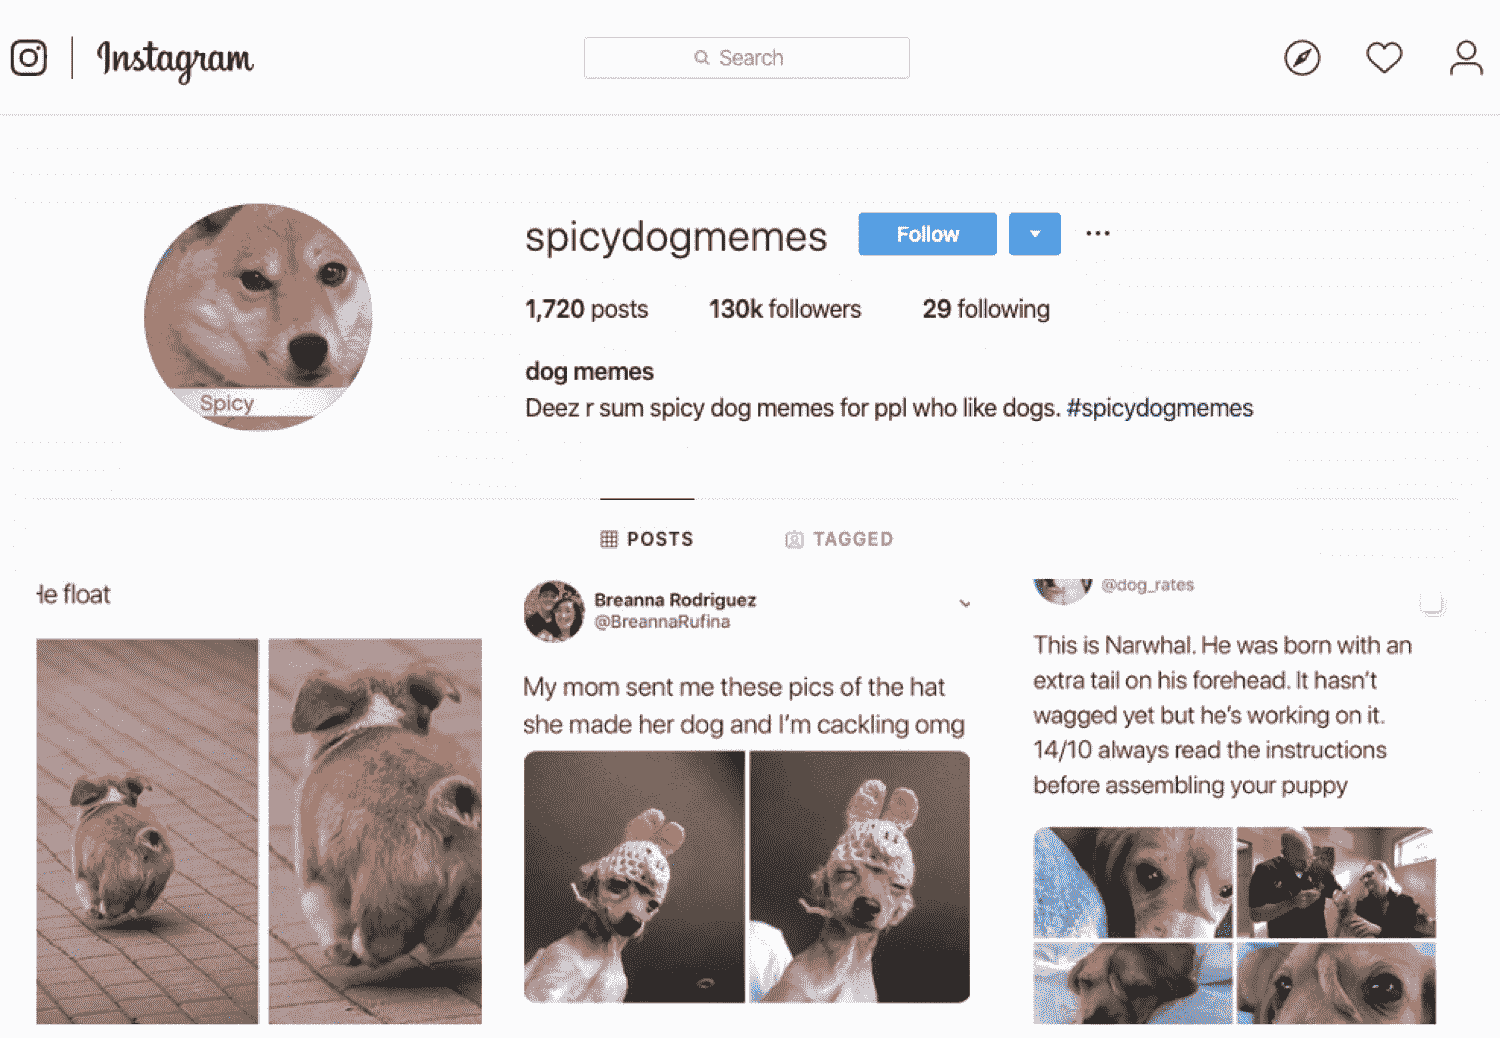 Instagram
Search
spicydogmemes Follow
1,720 posts 130k followers 29 following
dog memes
Deez r sum spicy dog memes for ppl who like dogs. #spicydogmemes
Spicy
POSTS TAGGED
He float
Breanna Rodriguez
@BreannaRufina
My mom sent me these pics of the hat
she made her dog and I'm cackling omg
@dog_rates
This is Narwhal. He was born with an
extra tail on his forehead. It hasn't
wagged yet but he's working on it.
14/10 always read the instructions
before assembling your puppy